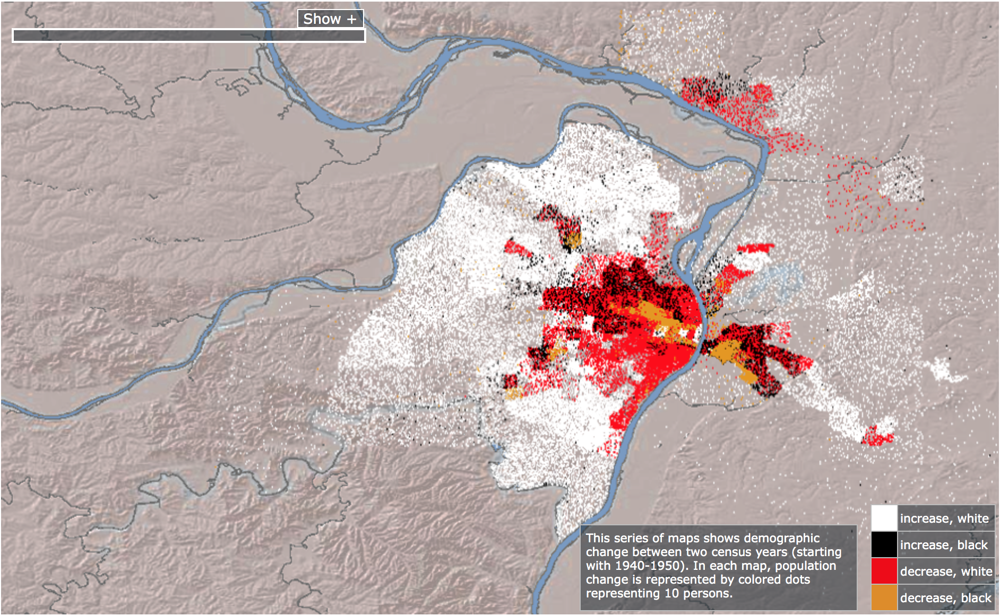 Show +
This series of maps shows demographic
change between two census years (starting
with 1940-1950). In each map, population
change is represented by colored dots
representing 10 persons.
increase, white
increase, black
decrease, white
decrease, black